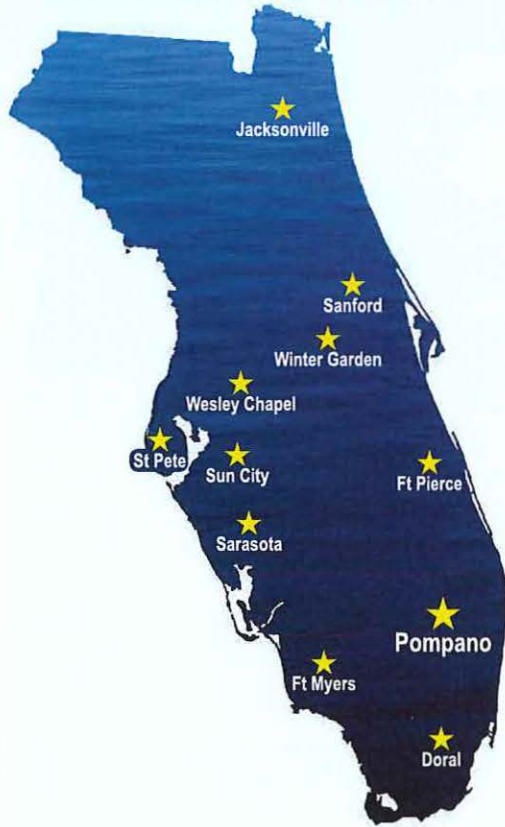 Jacksonville
Sanford
Winter Garden
Wesley Chapel
St Pete
Sun City
Ft Pierce
Sarasota
Pompano
Ft Myers
Doral